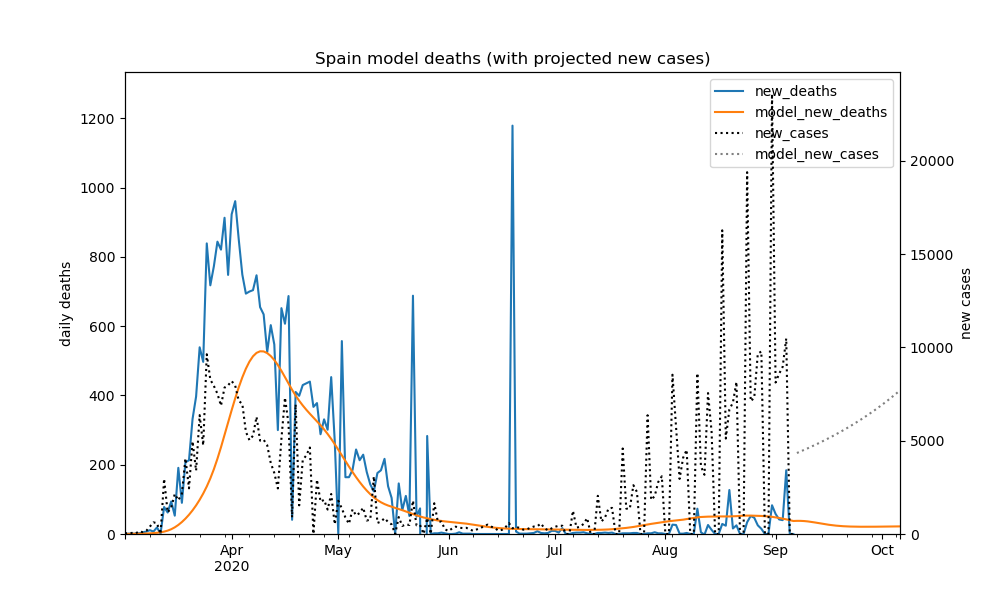 Spain model deaths (with projected new cases)
new_deaths
model_new_deaths
new_cases
model_new_cases
1200
1000
800
600
400
200
0
daily deaths
20000
15000
10000
5000
0
new cases
Apr
2020
May
Jun
Jul
Aug
Sep
Oct